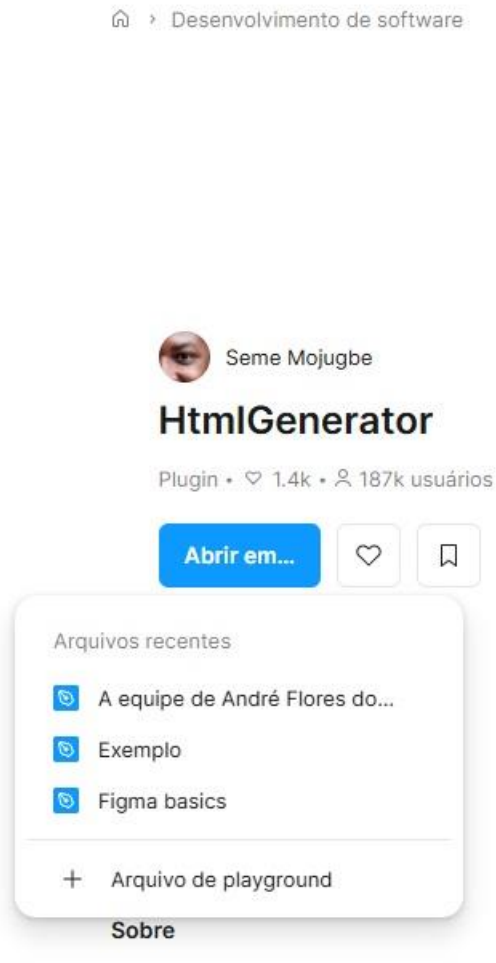 Desenvolvimento de software
Seme Mojugbe
HtmlGenerator
Plugin • 1.4k • 187k usuários
Abrir em...
Arquivos recentes
A equipe de André Flores do...
Exemplo
Figma basics
Arquivo de playground
Sobre